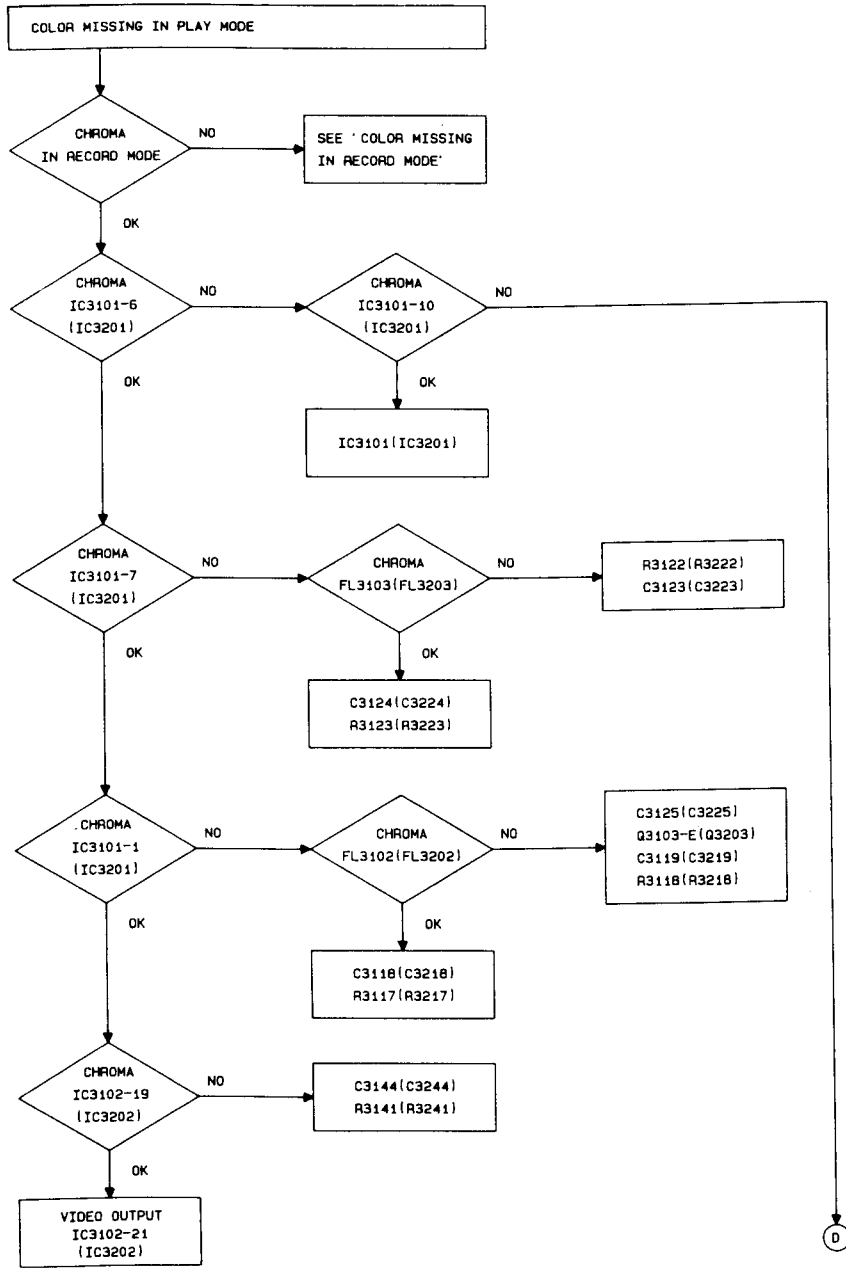 COLOR MISSING IN PLAY MODE
CHROMA
IN RECORD MODE
NO
SEE 'COLOR MISSING
IN RECORD MODE'
OK
CHROMA
IC3101-6
(IC3201)
NO
CHROMA
IC3101-10
(IC3201)
NO
OK
OK
IC3101(IC3201)
CHROMA
IC3101-7
(IC3201)
NO
CHROMA
FL3103(FL3203)
NO
R3122(R3222)
C3123(C3223)
OK
OK
C3124(C3224)
R3123(R3223)
CHROMA
IC3101-1
(IC3201)
NO
CHROMA
FL3102(FL3202)
NO
C3125(C3225)
Q3103-E(Q3203)
C3119(C3219)
R3118(R3218)
OK
OK
C3118(C3218)
R3117(R3217)
CHROMA
IC3102-19
(IC3202)
NO
C3144(C3244)
R3141(R3241)
OK
VIDEO OUTPUT
IC3102-21
(IC3202)
D